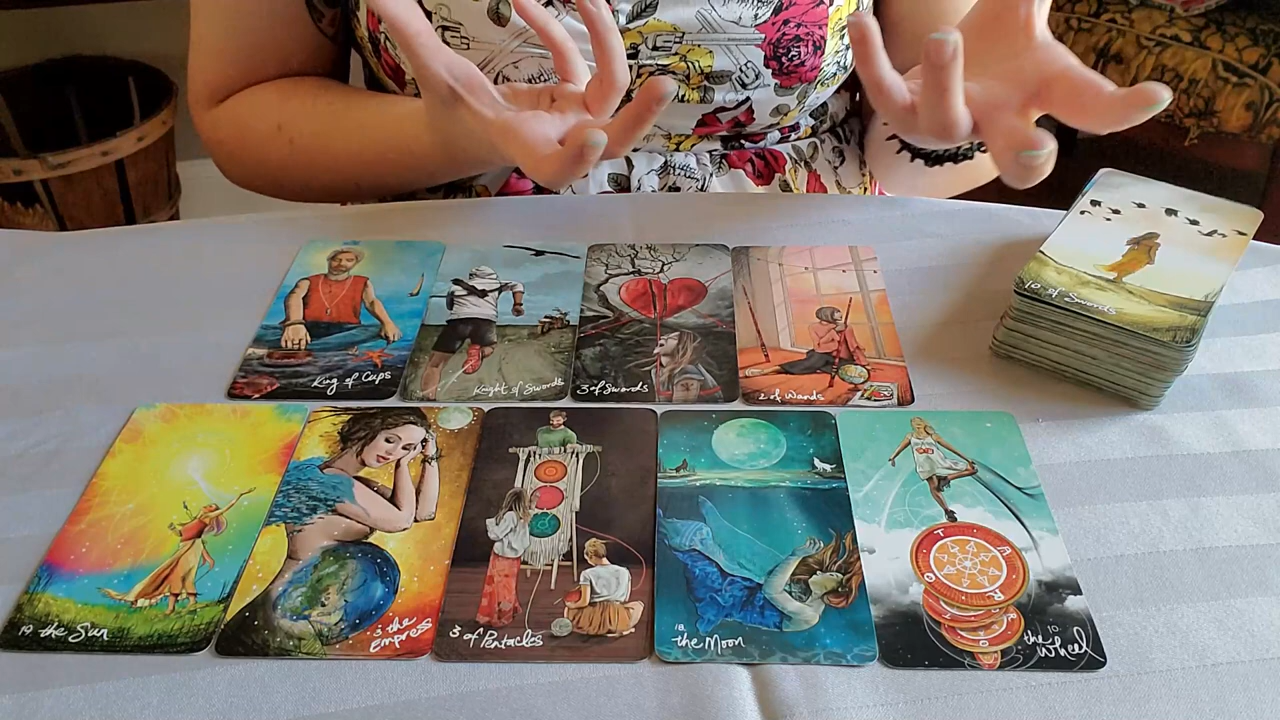 10 of Swords
King of Cups
Knight of Swords
3 of Swords
2 of Wands
19 the Sun
3 the
Empress
3 of Pentacles
18
the Moon
T A R O
10
the
Wheel